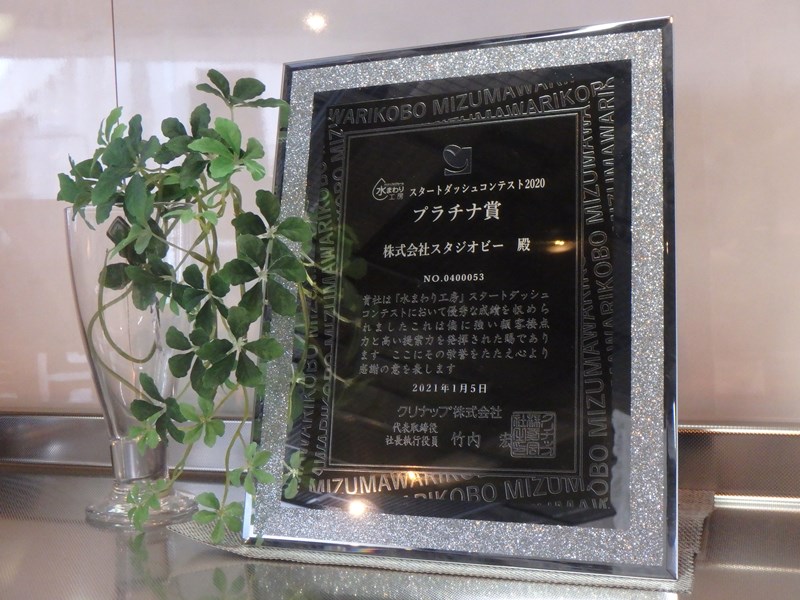 WARIKOBO MIZUMAWARIKOBO
MIZUMAWARIKOBO
水まわり工房
スタートダッシュコンテスト2020
プラチナ賞
株式会社スタジオビー 殿
NO.0400053
貴社は「水まわり工房」スタートダッシュ
コンテストにおいて優秀な成績を収めら
れましたこれは偏に強い顧客接点
力と高い提案力を発揮された賜であり
ます ここにその栄誉をたたえ心より
感謝の意を表します
2021年1月5日
クリナップ株式会社
代表取締役
社長執行役員 竹内 宏
MIZUMAWARIKOBO MIZUM